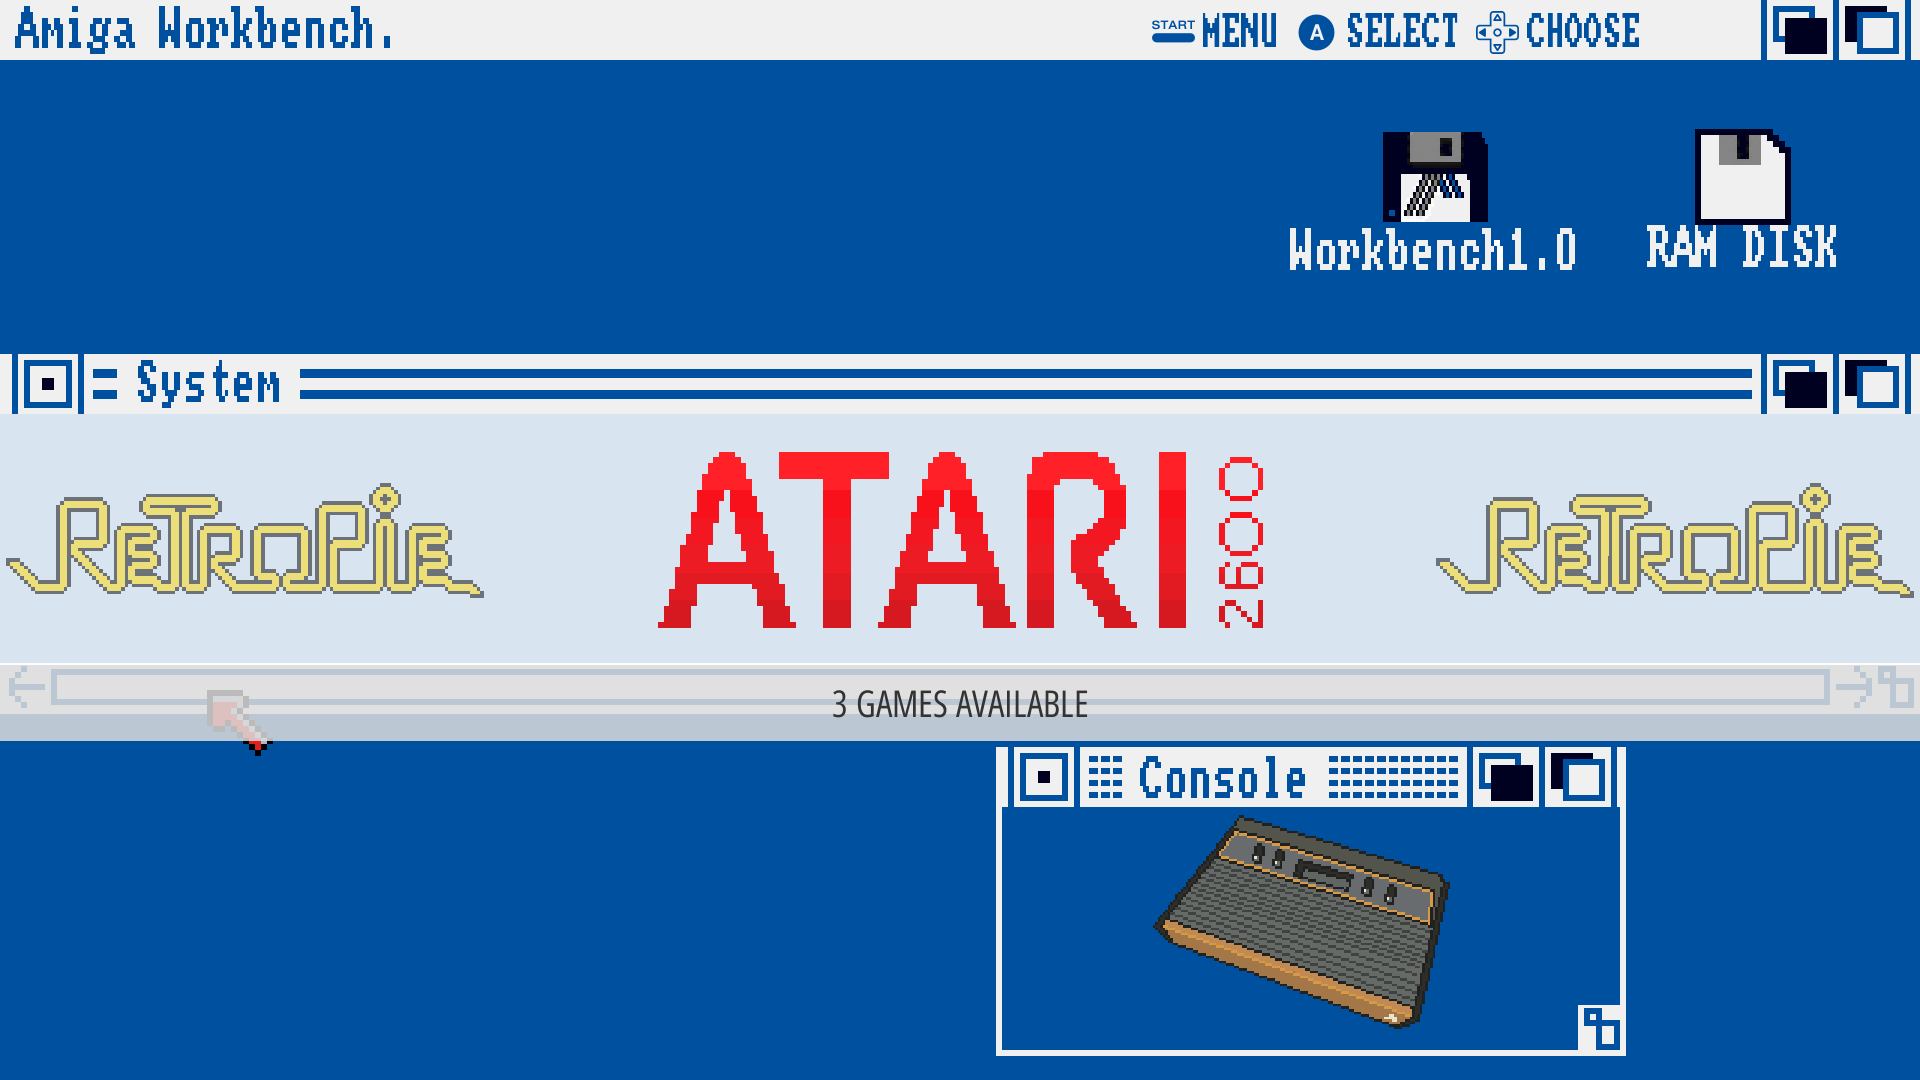 Amiga Workbench.
START MENU A SELECT CHOOSE
Workbench1.0
RAM DISK
System
RETROPIE
ATARI 2600
RETROPIE
3 GAMES AVAILABLE
Console